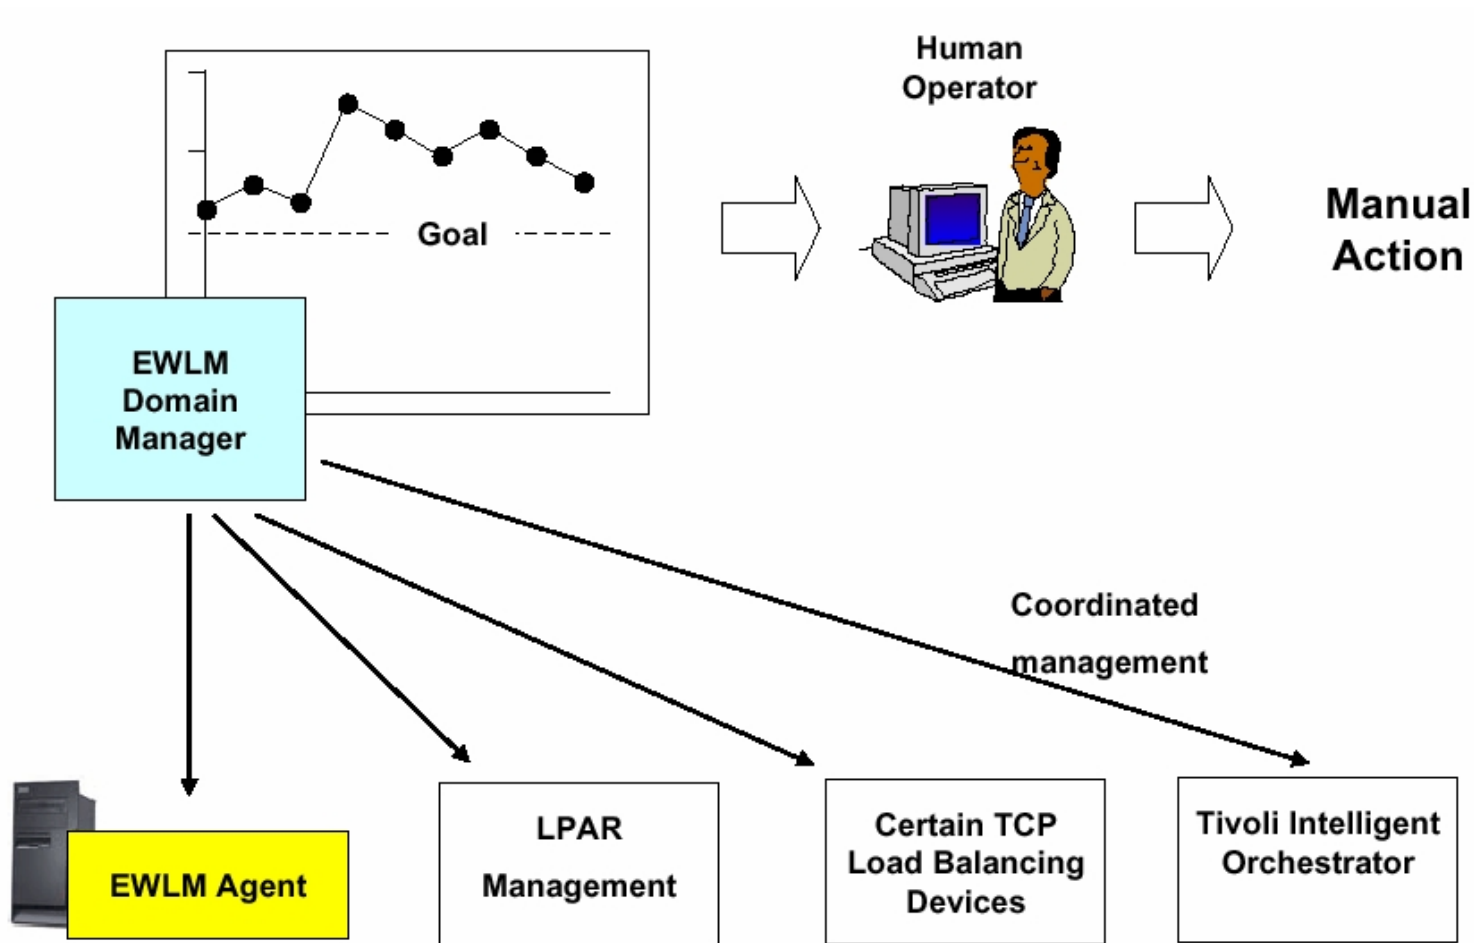 Human
Operator
Goal
Manual
Action
EWLM
Domain
Manager
Coordinated
management
EWLM Agent
LPAR
Management
Certain TCP
Load Balancing
Devices
Tivoli Intelligent
Orchestrator